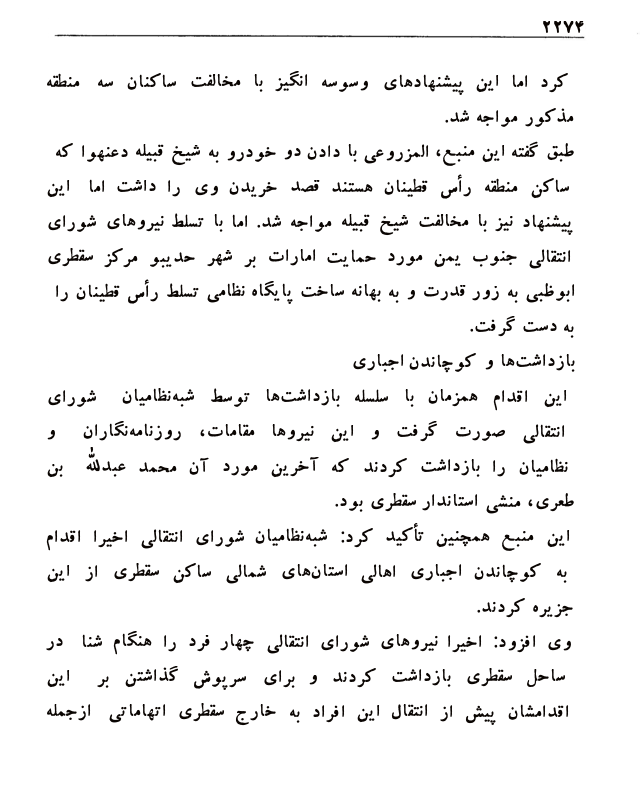 ۲۲۷۴
کرد اما این پیشنهادهای وسوسه انگیز با مخالفت ساکنان سه منطقه
مذکور مواجه شد.
طبق گفته این منبع، المزروعی با دادن دو خودرو به شیخ قبیله دعنهوا که
ساکن منطقه رأس قطینان هستند قصد خریدن وی را داشت اما این
پیشنهاد نیز با مخالفت شیخ قبیله مواجه شد. اما با تسلط نیروهای شورای
انتقالی جنوب یمن مورد حمایت امارات بر شهر حدیبو مرکز سقطری
ابوظبی به زور قدرت و به بهانه ساخت پایگاه نظامی تسلط رأس قطینان را
به دست گرفت.
بازداشت‌ها و کوچاندن اجباری
این اقدام همزمان با سلسله بازداشت‌ها توسط شبه‌نظامیان شورای
انتقالی صورت گرفت و این نیروها مقامات، روزنامه‌نگاران و
نظامیان را بازداشت کردند که آخرین مورد آن محمد عبدالله بن
طعری، منشی استاندار سقطری بود.
این منبع همچنین تأکید کرد: شبه‌نظامیان شورای انتقالی اخیرا اقدام
به کوچاندن اجباری اهالی استان‌های شمالی ساکن سقطری از این
جزیره کردند.
وی افزود: اخیرا نیروهای شورای انتقالی چهار فرد را هنگام شنا در
ساحل سقطری بازداشت کردند و برای سرپوش گذاشتن بر این
اقدامشان پیش از انتقال این افراد به خارج سقطری اتهاماتی ازجمله